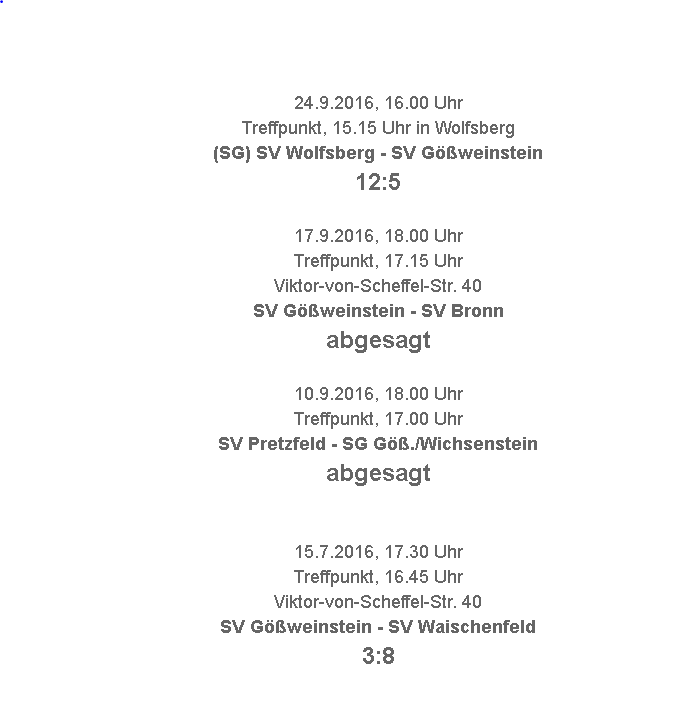 24.9.2016, 16.00 Uhr
Treffpunkt, 15.15 Uhr in Wolfsberg
(SG) SV Wolfsberg - SV Gößweinstein
12:5
17.9.2016, 18.00 Uhr
Treffpunkt, 17.15 Uhr
Viktor-von-Scheffel-Str. 40
SV Gößweinstein - SV Bronn
abgesagt
10.9.2016, 18.00 Uhr
Treffpunkt, 17.00 Uhr
SV Pretzfeld - SG Göß./Wichsenstein
abgesagt
15.7.2016, 17.30 Uhr
Treffpunkt, 16.45 Uhr
Viktor-von-Scheffel-Str. 40
SV Gößweinstein - SV Waischenfeld
3:8